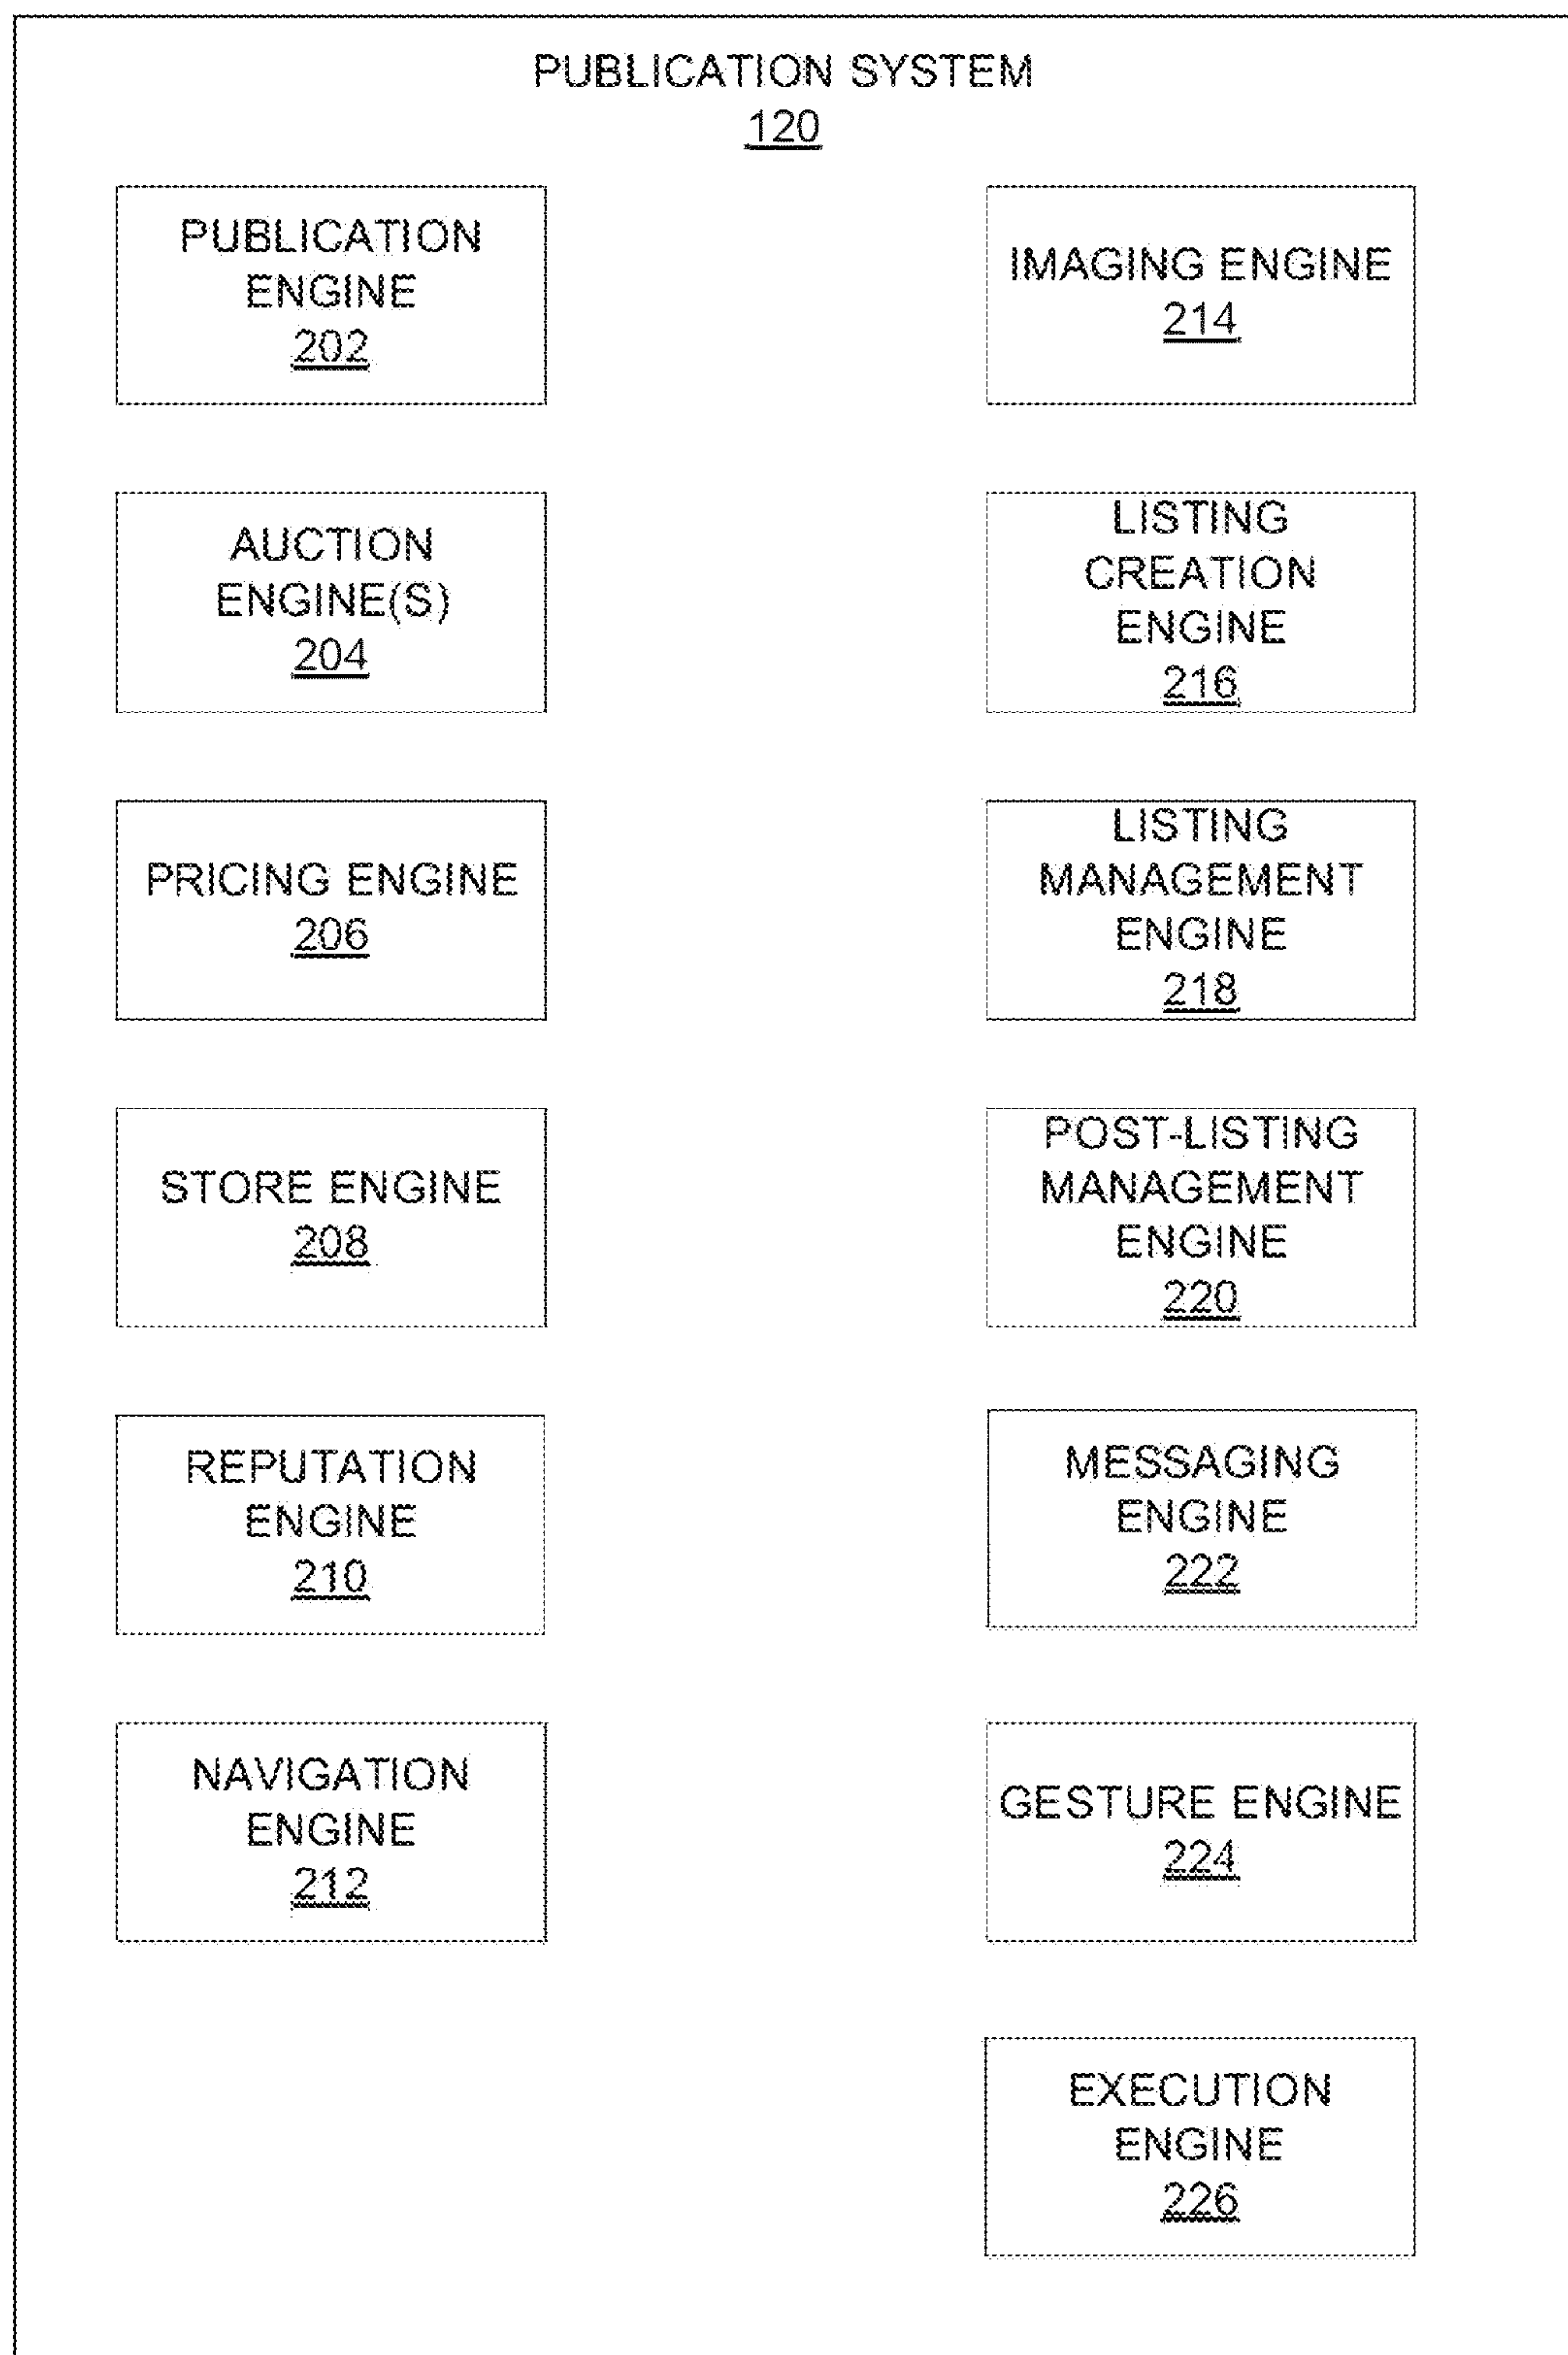 PUBLICATION SYSTEM
120
PUBLICATION
ENGINE
202
AUCTION
ENGINE(S)
204
PRICING ENGINE
206
STORE ENGINE
208
REPUTATION
ENGINE
210
NAVIGATION
ENGINE
212
IMAGING ENGINE
214
LISTING
CREATION
ENGINE
216
LISTING
MANAGEMENT
ENGINE
218
POST-LISTING
MANAGEMENT
ENGINE
220
MESSAGING
ENGINE
222
GESTURE ENGINE
224
EXECUTION
ENGINE
226